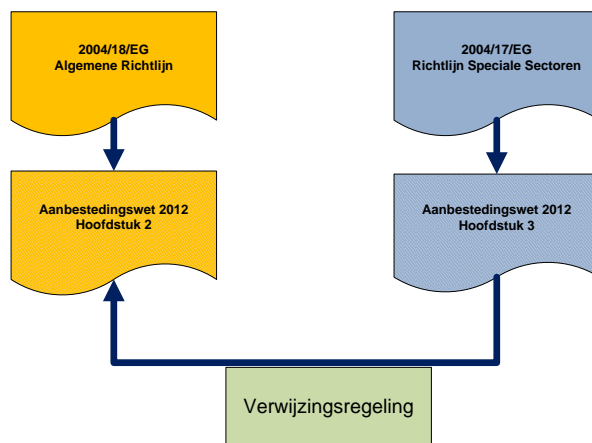 2004/18/EG
Algemene Richtlijn
2004/17/EG
Richtlijn Speciale Sectoren
Aanbestedingswet 2012
Hoofdstuk 2
Aanbestedingswet 2012
Hoofdstuk 3
Verwijzingsregeling